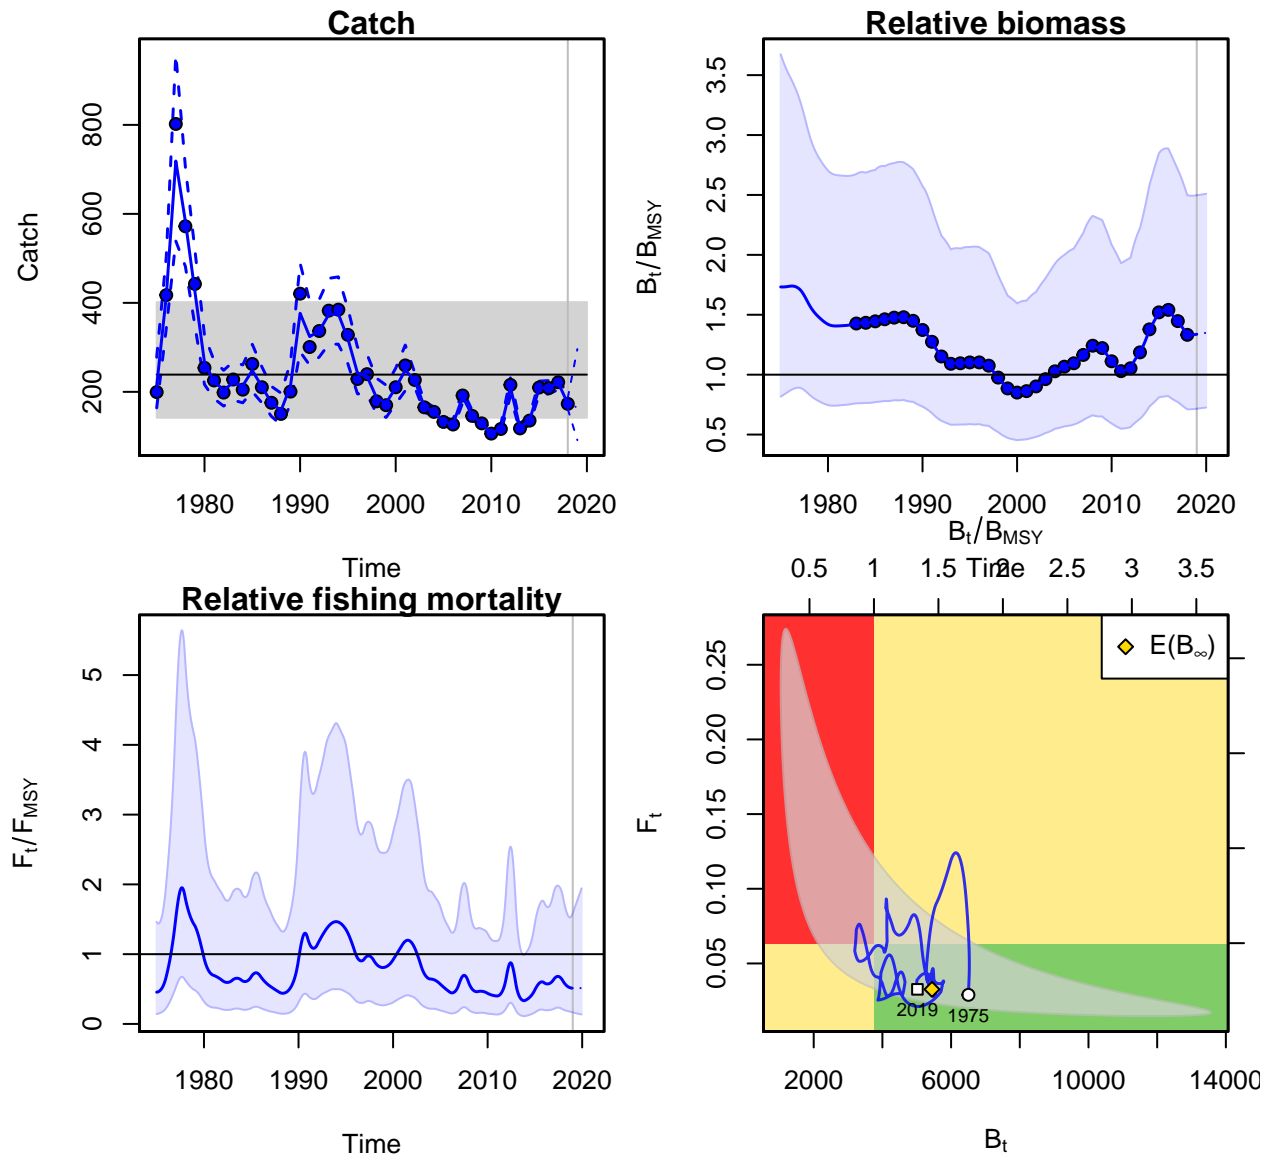 Catch
Catch
800
600
400
200
1980 1990 2000 2010 2020
Time
Relative biomass
Bt/BMSY
3.5
3.0
2.5
2.0
1.5
1.0
0.5
1980 1990 2000 2010 2020
Time
Relative fishing mortality
Ft/FMSY
5
4
3
2
1
0
1980 1990 2000 2010 2020
Time
Bt/BMSY
0.5 1 1.5 2 2.5 3 3.5
E(B∞)
Ft
0.25
0.20
0.15
0.10
0.05
2019 1975
2000 6000 10000 14000
Bt